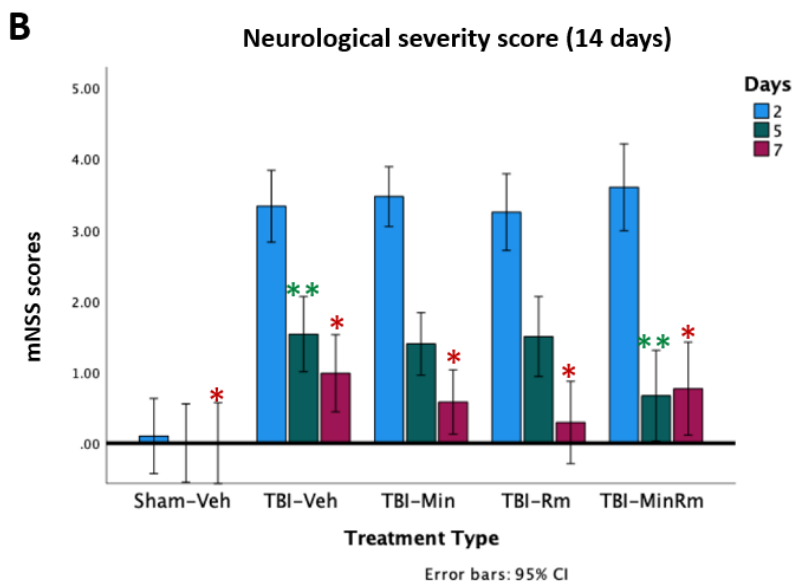 B
Neurological severity score (14 days)
Days
2
5
7
5.00
4.00
3.00
2.00
1.00
.00
mNSS scores
**
*
*
*
**
*
*
Sham-Veh TBI-Veh TBI-Min TBI-Rm TBI-MinRm
Treatment Type
Error bars: 95% CI